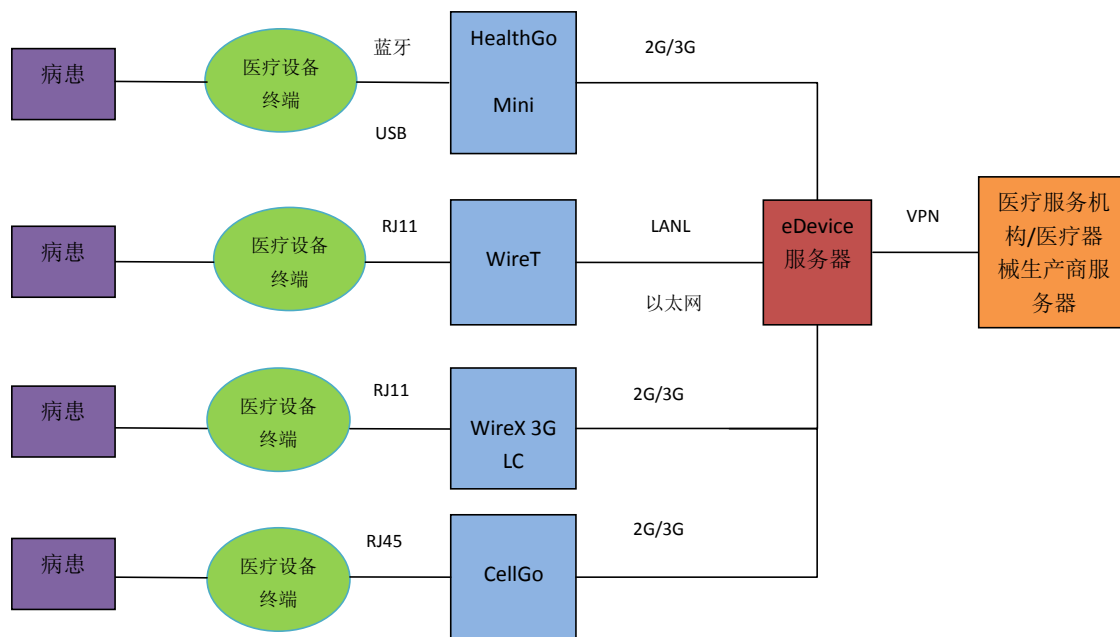 病患
医疗设备
终端
蓝牙
USB
HealthGo
Mini
2G/3G
病患
医疗设备
终端
RJ11
WireT
LANL
以太网
eDevice
服务器
VPN
医疗服务机
构/医疗器
械生产商服
务器
病患
医疗设备
终端
RJ11
WireX 3G
LC
2G/3G
病患
医疗设备
终端
RJ45
CellGo
2G/3G